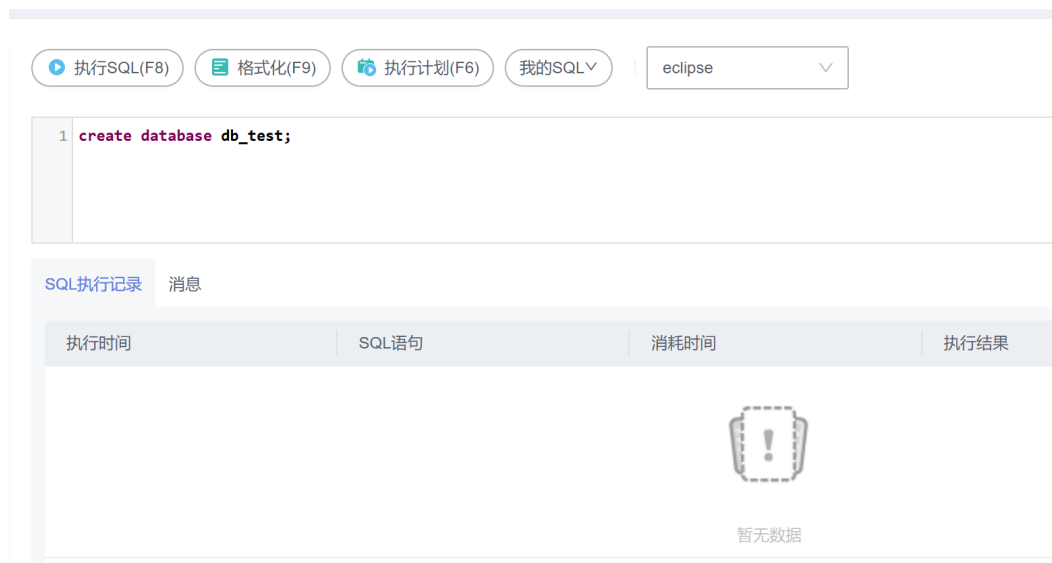 执行SQL(F8) 格式化(F9) 执行计划(F6) 我的SQL eclipse
1 create database db_test;
SQL执行记录 消息
执行时间 SQL语句 消耗时间 执行结果
暂无数据